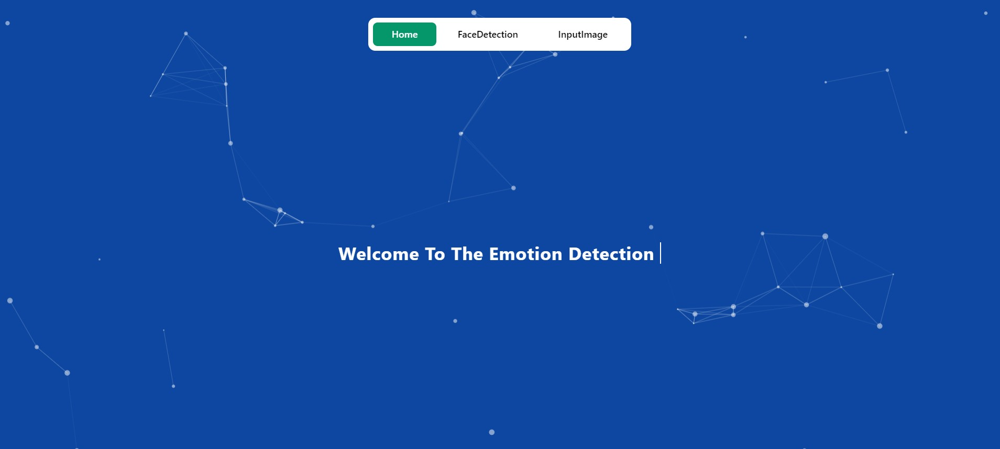 Home FaceDetection InputImage
Welcome To The Emotion Detection